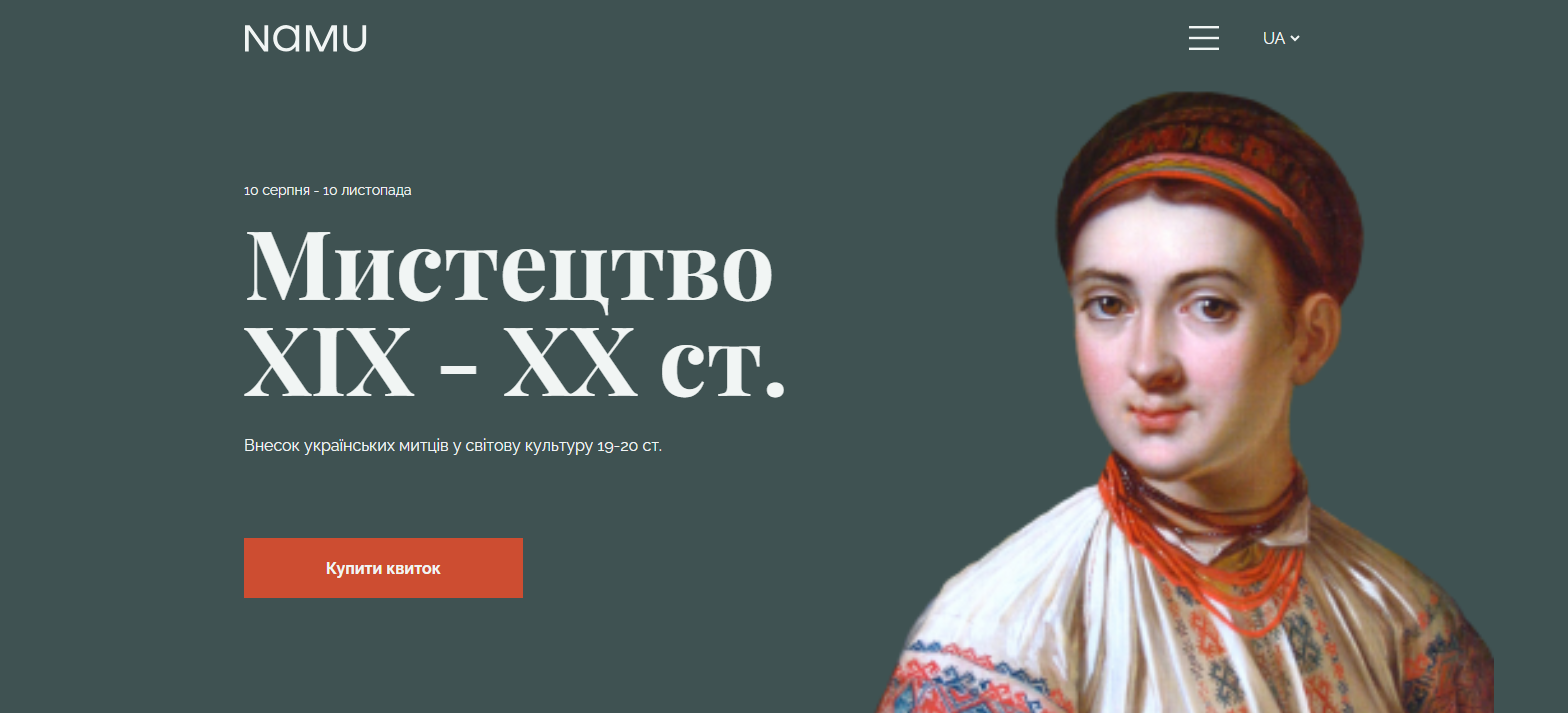 NAMU
UA
10 серпня - 10 листопада
Мистецтво
XIX - XX ст.
Внесок українських митців у світову культуру 19-20 ст.
Купити квиток